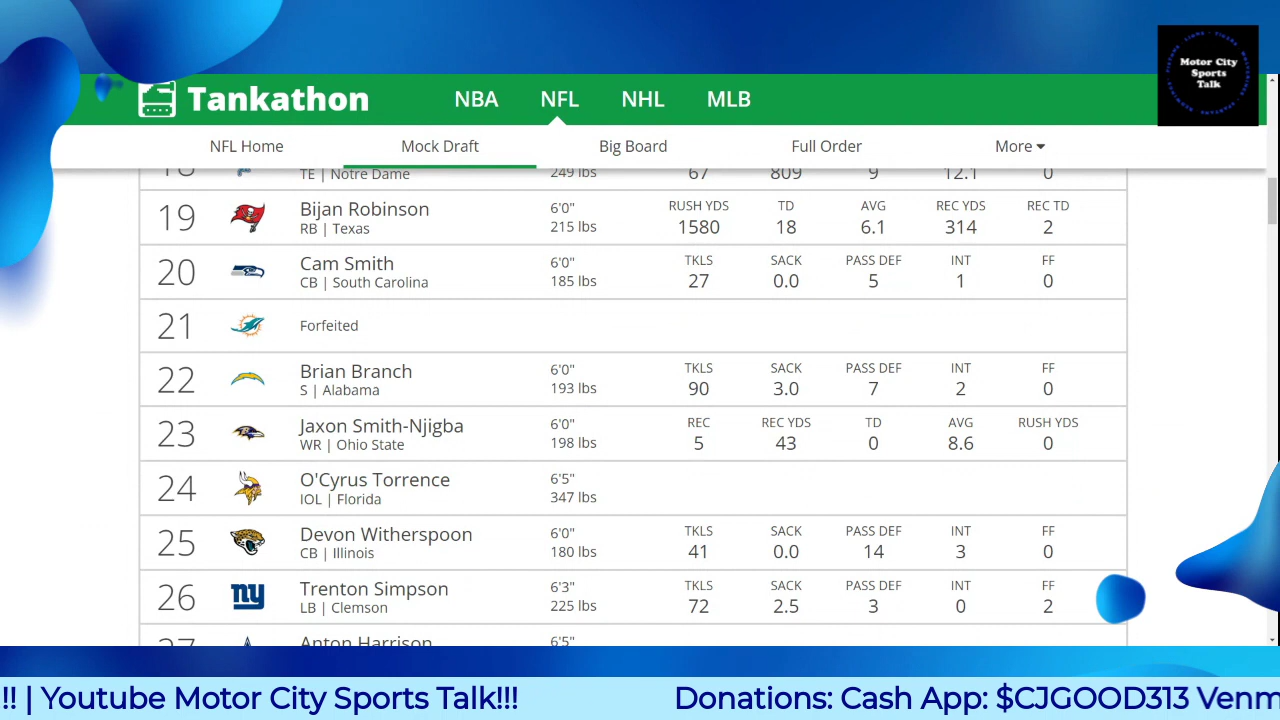 Motor City
Sports
Talk
Tankathon NBA NFL NHL MLB
NFL Home Mock Draft Big Board Full Order More
TE | Notre Dame 249 lbs 67 809 9 12.1 0
19 Bijan Robinson 6'0" RUSH YDS TD AVG REC YDS REC TD
RB | Texas 215 lbs 1580 18 6.1 314 2
20 Cam Smith 6'0" TKLS SACK PASS DEF INT FF
CB | South Carolina 185 lbs 27 0.0 5 1 0
21 Forfeited
22 Brian Branch 6'0" TKLS SACK PASS DEF INT FF
S | Alabama 193 lbs 90 3.0 7 2 0
23 Jaxon Smith-Njigba 6'0" REC REC YDS TD AVG RUSH YDS
WR | Ohio State 198 lbs 5 43 0 8.6 0
24 O'Cyrus Torrence 6'5"
IOL | Florida 347 lbs
25 Devon Witherspoon 6'0" TKLS SACK PASS DEF INT FF
CB | Illinois 180 lbs 41 0.0 14 3 0
26 ny Trenton Simpson 6'3" TKLS SACK PASS DEF INT FF
LB | Clemson 225 lbs 72 2.5 3 0 2
27 Anton Harrison 6'5"
!! | Youtube Motor City Sports Talk!!! Donations: Cash App: $CJGOOD313 Venm